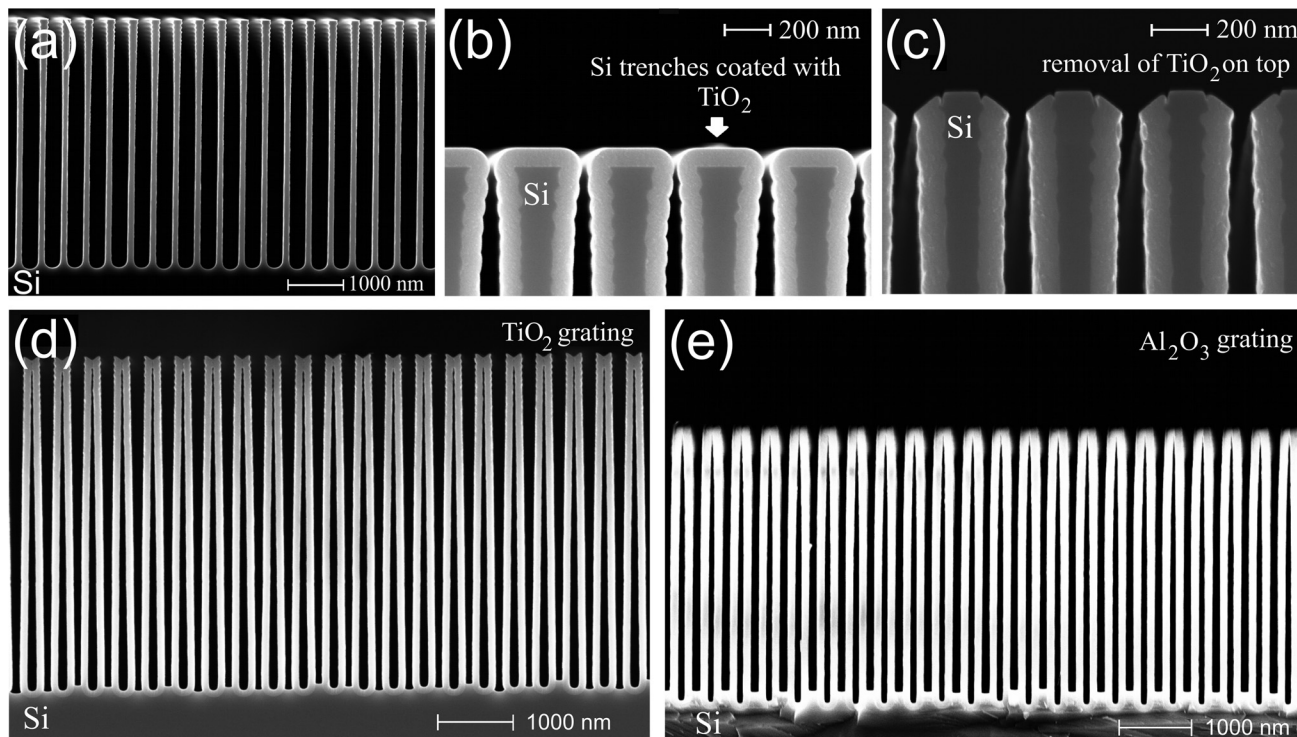 (a)
Si
1000 nm
(b)
200 nm
Si trenches coated with
TiO₂
Si
(c)
200 nm
removal of TiO₂ on top
Si
(d)
TiO₂ grating
Si
1000 nm
(e)
Al₂O₃ grating
Si
1000 nm